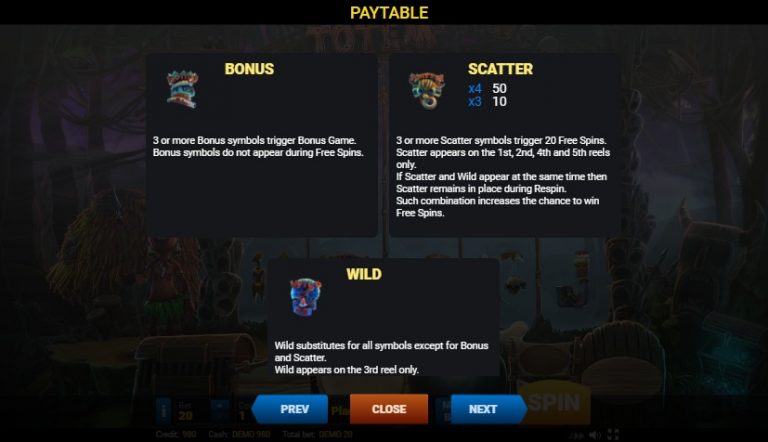 PAYTABLE
TOTEM
BONUS
3 or more Bonus symbols trigger Bonus Game.
Bonus symbols do not appear during Free Spins.
SCATTER
x4 50
x3 10
3 or more Scatter symbols trigger 20 Free Spins.
Scatter appears on the 1st, 2nd, 4th and 5th reels
only.
If Scatter and Wild appear at the same time then
Scatter remains in place during Respin.
Such combination increases the chance to win
Free Spins.
WILD
Wild substitutes for all symbols except for Bonus
and Scatter.
Wild appears on the 3rd reel only.
Bet
20
1
PREV
CLOSE
NEXT
SPIN
Credit: 980 Cash: DEMO 980 Total bet: DEMO 20